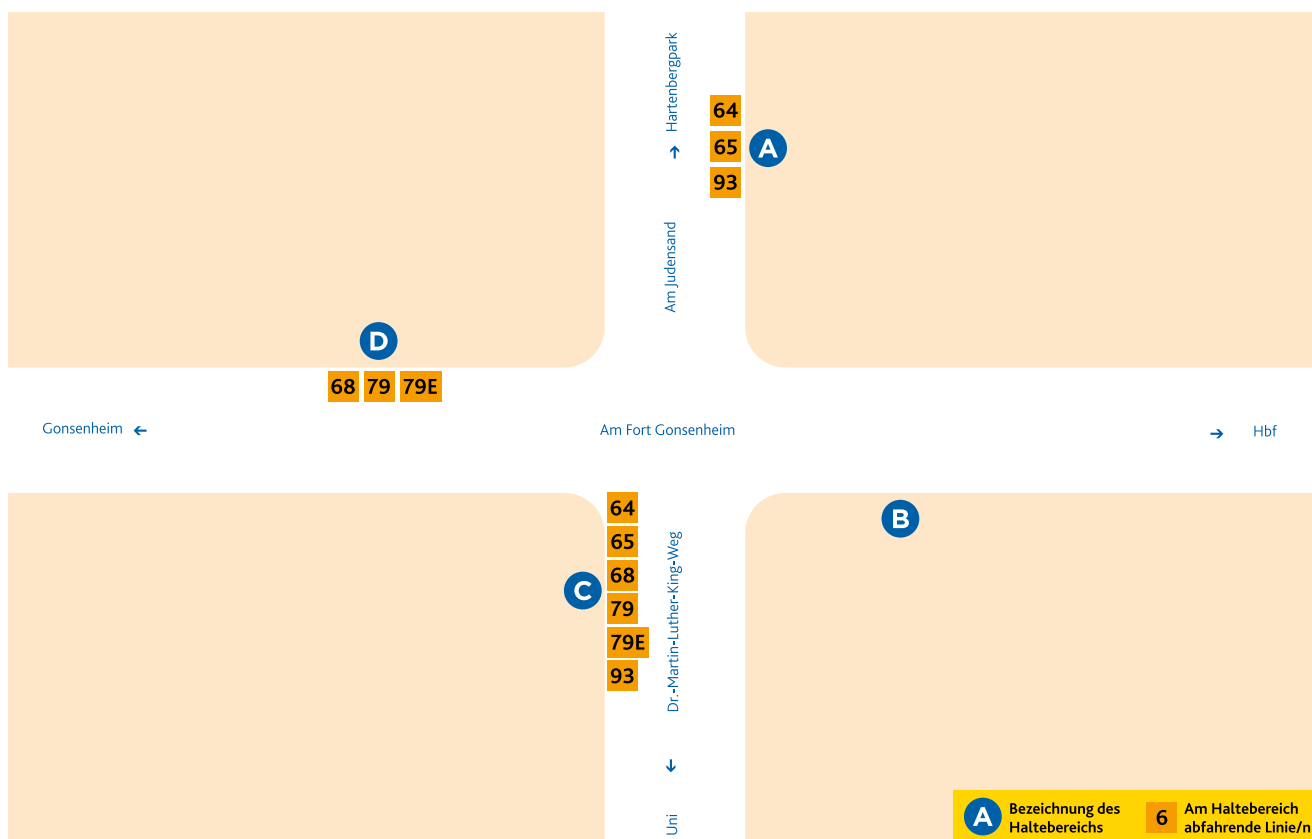 Hartenbergpark
→
Am Judensand
64
65
93
A
D
68 79 79E
Gonsenheim ←
Am Fort Gonsenheim
→ Hbf
64
65
68
79
79E
93
C
Dr.-Martin-Luther-King-Weg
←
Uni
B
A
Bezeichnung des
Haltebereichs
6
Am Haltebereich
abfahrende Linie/n